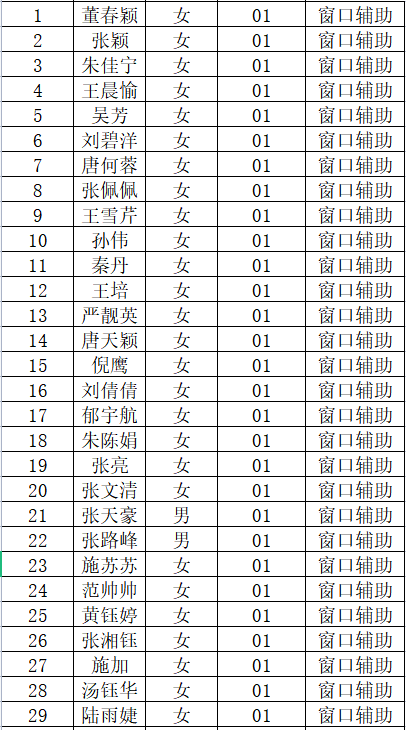 1 董春颖 女 01 窗口辅助
2 张颖 女 01 窗口辅助
3 朱佳宁 女 01 窗口辅助
4 王晨愉 女 01 窗口辅助
5 吴芳 女 01 窗口辅助
6 刘碧洋 女 01 窗口辅助
7 唐何蓉 女 01 窗口辅助
8 张佩佩 女 01 窗口辅助
9 王雪芹 女 01 窗口辅助
10 孙伟 女 01 窗口辅助
11 秦丹 女 01 窗口辅助
12 王培 女 01 窗口辅助
13 严靓英 女 01 窗口辅助
14 唐天颖 女 01 窗口辅助
15 倪鹰 女 01 窗口辅助
16 刘倩倩 女 01 窗口辅助
17 郁宇航 女 01 窗口辅助
18 朱陈娟 女 01 窗口辅助
19 张亮 女 01 窗口辅助
20 张文清 女 01 窗口辅助
21 张天豪 男 01 窗口辅助
22 张路峰 男 01 窗口辅助
23 施苏苏 女 01 窗口辅助
24 范帅帅 女 01 窗口辅助
25 黄钰婷 女 01 窗口辅助
26 张湘钰 女 01 窗口辅助
27 施加 女 01 窗口辅助
28 汤钰华 女 01 窗口辅助
29 陆雨婕 女 01 窗口辅助